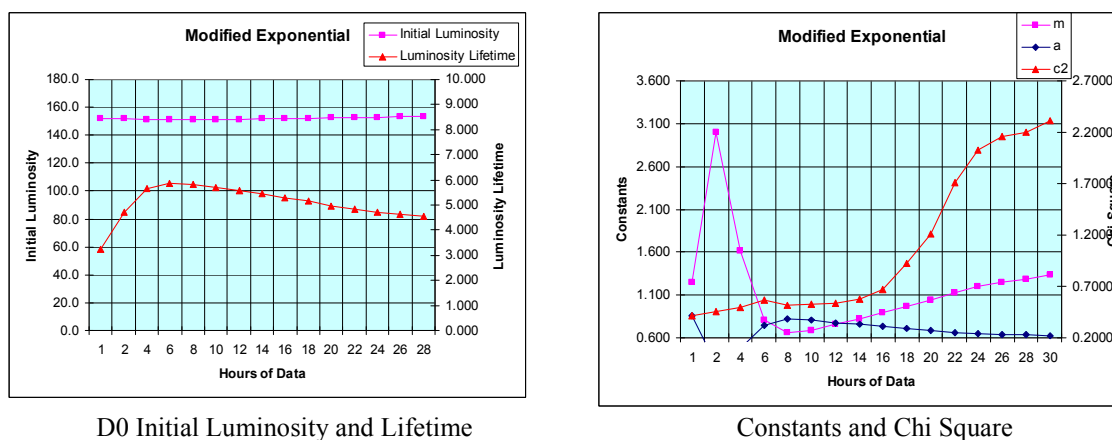 Modified Exponential
Initial Luminosity
Luminosity Lifetime
180.0
160.0
140.0
120.0
100.0
80.0
60.0
40.0
20.0
0.0
Initial Luminosity
10.000
9.000
8.000
7.000
6.000
5.000
4.000
3.000
2.000
1.000
0.000
Luminosity Lifetime
1 2 4 6 8 10 12 14 16 18 20 22 24 26 28
Hours of Data
D0 Initial Luminosity and Lifetime
Modified Exponential
m
a
c2
3.600
3.100
2.600
2.100
1.600
1.100
0.600
Constants
2.7000
2.2000
1.7000
1.2000
0.7000
0.2000
Chi Square
1 2 4 6 8 10 12 14 16 18 20 22 24 26 28 30
Hours of Data
Constants and Chi Square